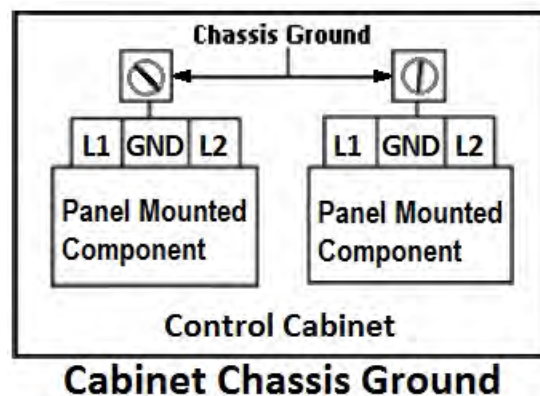 Chassis Ground
L1 GND L2
L1 GND L2
Panel Mounted
Component
Panel Mounted
Component
Control Cabinet
Cabinet Chassis Ground